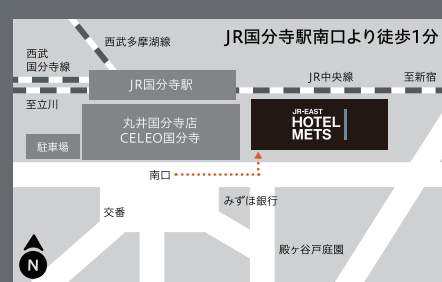 JR国分寺駅南口より徒歩1分
西武多摩湖線
西武
国分寺線
JR国分寺駅
JR中央線
至新宿
至立川
丸井国分寺店
CELEO国分寺
JR-EAST
HOTEL
METS
駐車場
南口
みずほ銀行
交番
殿ヶ谷戸庭園
N